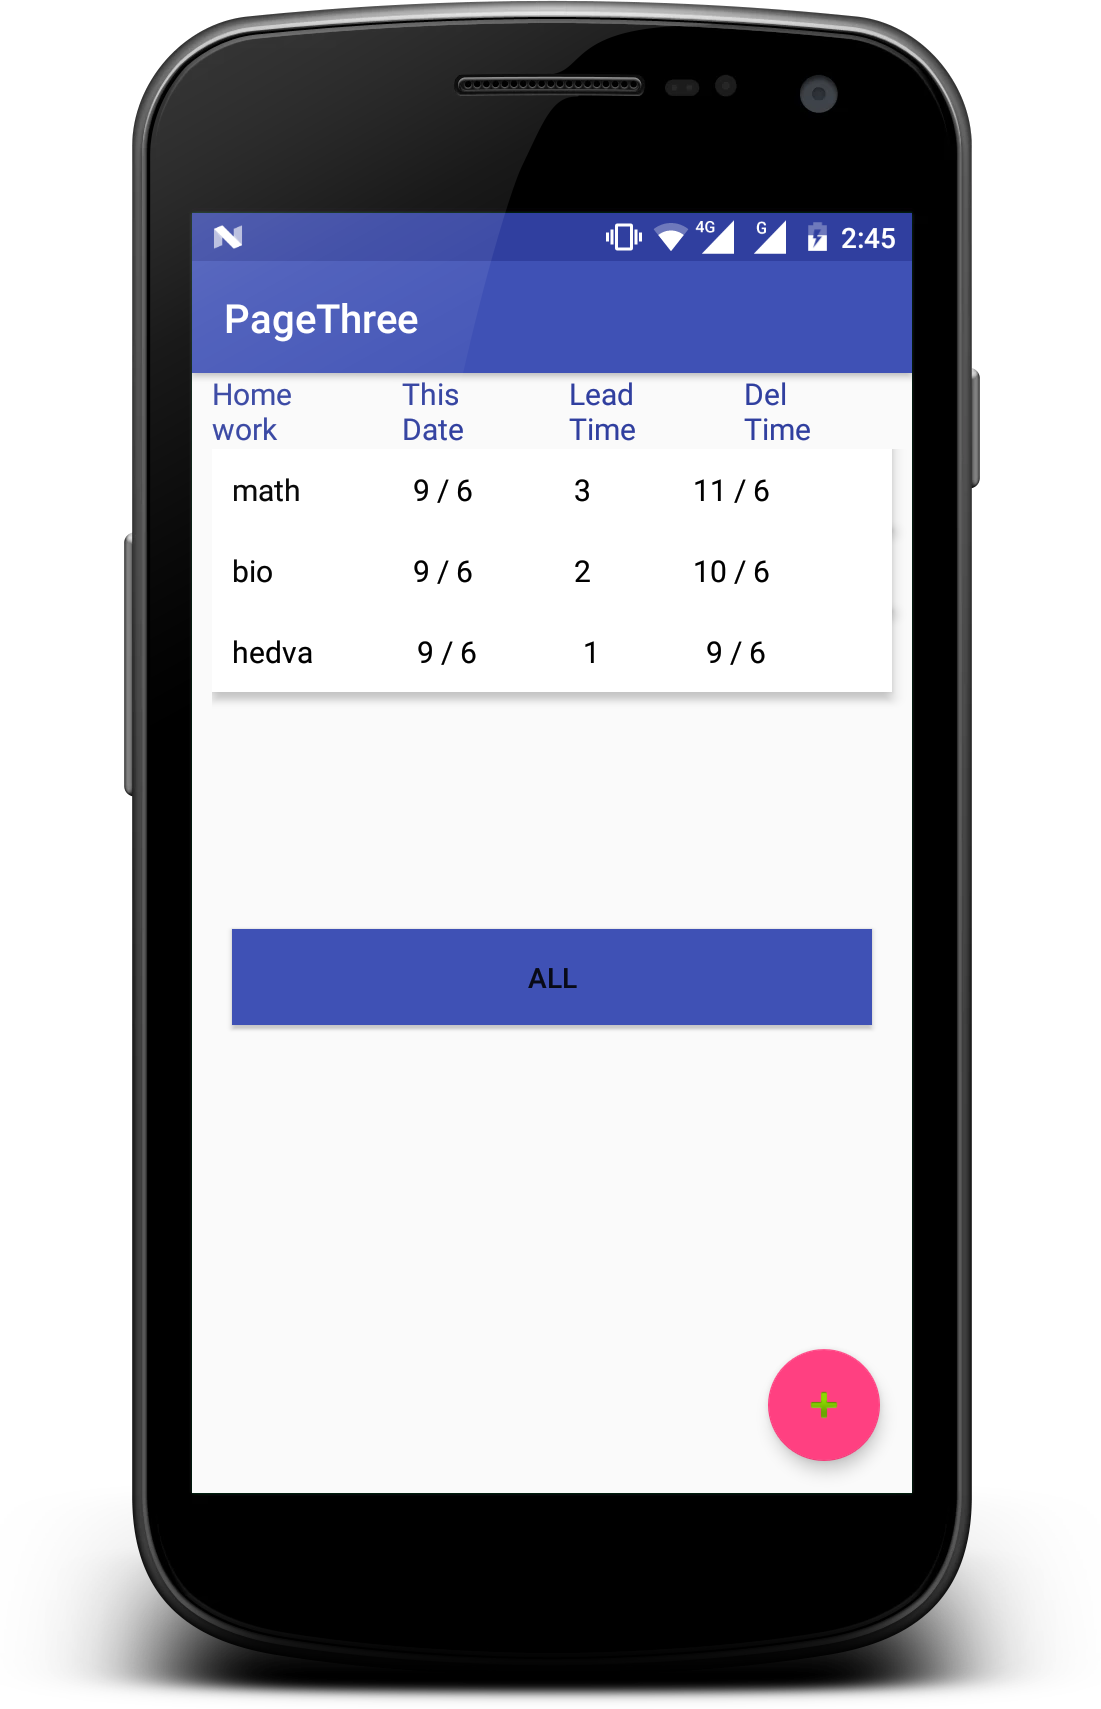 4G G 2:45
PageThree
Home This Lead Del
work Date Time Time
math 9 / 6 3 11 / 6
bio 9 / 6 2 10 / 6
hedva 9 / 6 1 9 / 6
ALL
+